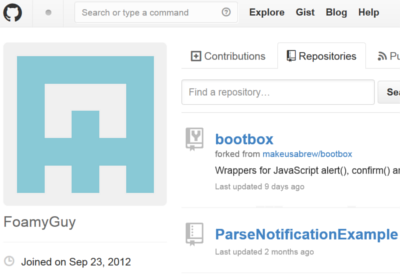 Search or type a command
Explore Gist Blog Help
Contributions Repositories
Find a repository…
bootbox
forked from makeusabrew/bootbox
Wrappers for JavaScript alert(), confirm()
Last updated 9 days ago
FoamyGuy
ParseNotificationExample
Last updated 2 months ago
Joined on Sep 23, 2012